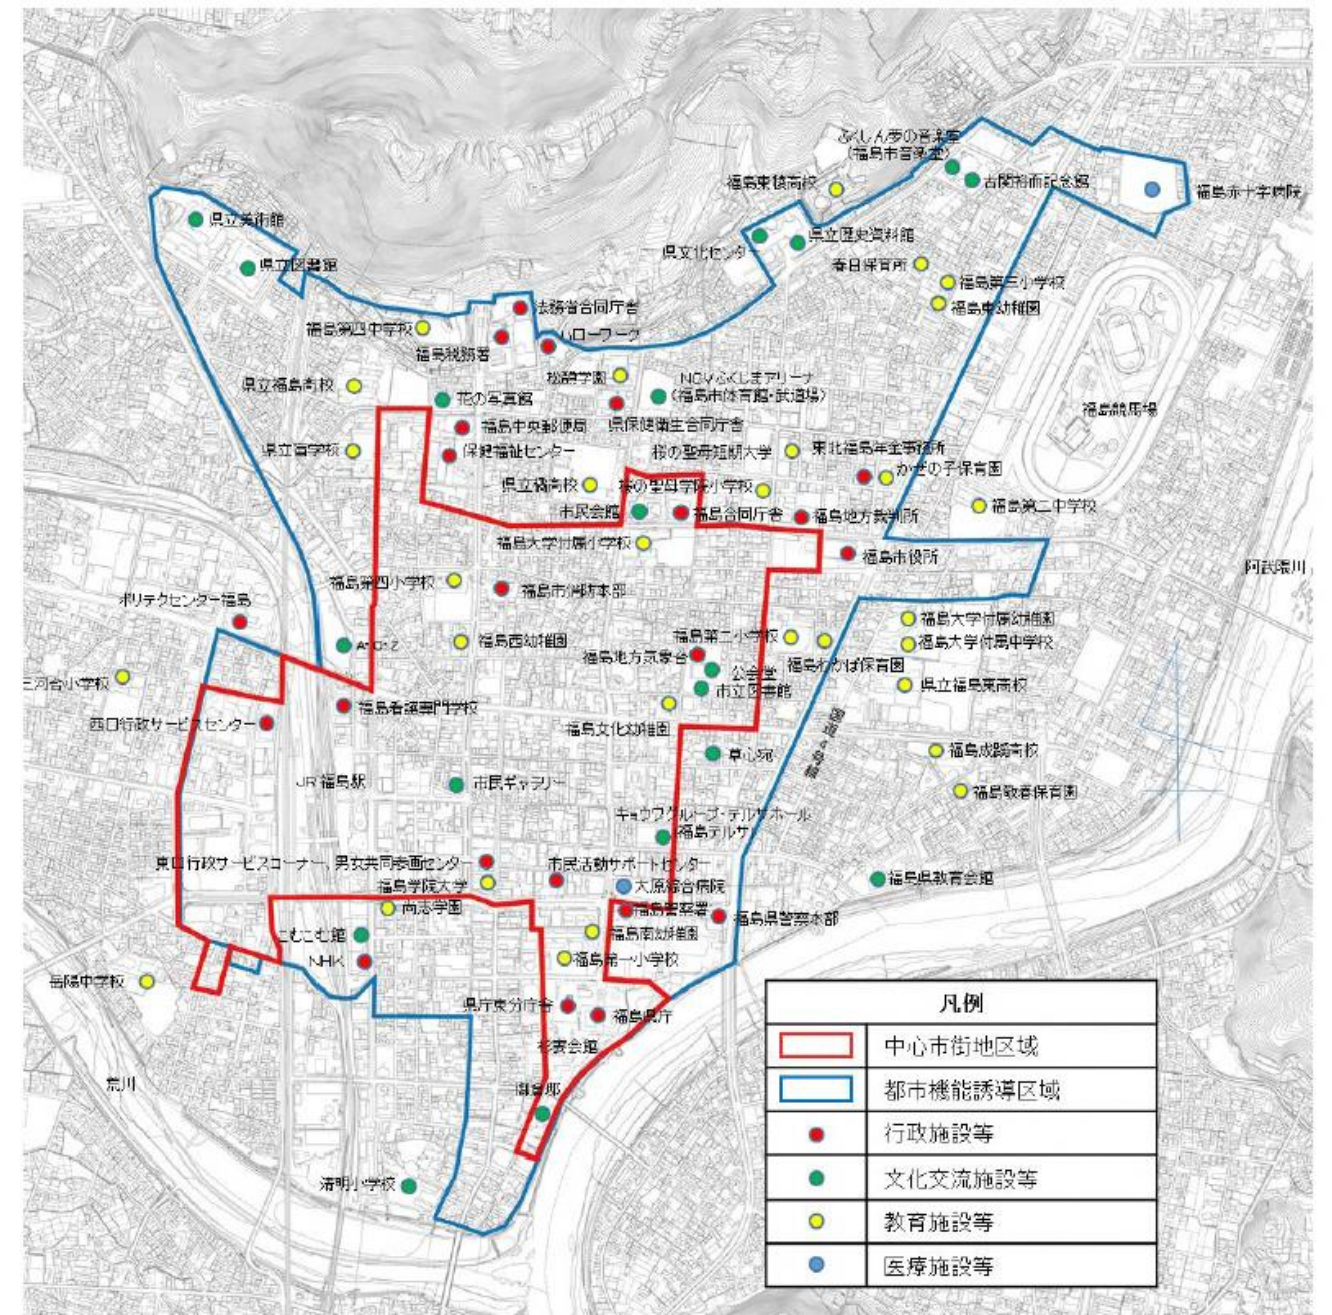 ふくしん夢の音楽堂
(福島市音楽堂)
古関裕而記念館
福島東稜高校
福島赤十字病院
県立美術館
県立図書館
県文化センター
県立歴史資料館
春日保育所
福島第三小学校
福島東幼稚園
法務省合同庁舎
福島第四中学校
福島税務署
ハローワーク
県立福島高校
松韻学園
NCVふくしまアリーナ
(福島市体育館・武道場)
福島競馬場
花の写真館
福島中央郵便局
県保健衛生合同庁舎
県立盲学校
保健福祉センター
桜の聖母短期大学
東北福島年金事務所
かぜの子保育園
県立橘高校
桜の聖母学院小学校
福島第二中学校
市民会館
福島合同庁舎
福島地方裁判所
福島大学付属小学校
福島市役所
阿武隈川
福島第四小学校
福島市消防本部
ポリテクセンター福島
AOZ
福島西幼稚園
福島第二小学校
福島わかば保育園
福島大学付属幼稚園
福島大学付属中学校
福島地方気象台
公会堂
市立図書館
三河台小学校
県立福島東高校
福島看護専門学校
西口行政サービスセンター
福島文化幼稚園
国道4号線
草心苑
福島成蹊高校
JR福島駅
市民ギャラリー
福島敬香保育園
キョウワグループ・テルサホール
福島テルサ
東口行政サービスコーナー、男女共同参画センター
市民活動サポートセンター
福島学院大学
大原綜合病院
福島県教育会館
尚志学園
福島警察署
福島県警察本部
こむこむ館
福島南幼稚園
NHK
福島第一小学校
岳陽中学校
県庁東分庁舎
福島県庁
杉妻会館
荒川
御倉邸
清明小学校
凡例
中心市街地区域
都市機能誘導区域
行政施設等
文化交流施設等
教育施設等
医療施設等